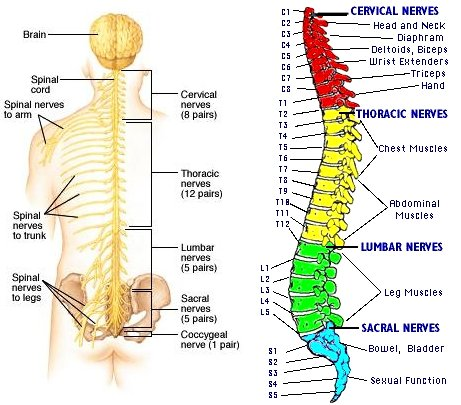 Brain
Spinal
cord
Spinal nerves
to arm
Cervical
nerves
(8 pairs)
Thoracic
nerves
(12 pairs)
Spinal
nerves
to trunk
Lumbar
nerves
(5 pairs)
Spinal
nerves
to legs
Sacral
nerves
(5 pairs)
Coccygeal
nerve (1 pair)
C1
C2
C3
C4
C5
C6
C7
C8
T1
T2
T3
T4
T5
T6
T7
T8
T9
T10
T11
T12
L1
L2
L3
L4
L5
S1
S2
S3
S4
S5
CERVICAL NERVES
Head and Neck
Diaphram
Deltoids, Biceps
Wrist Extenders
Triceps
Hand
THORACIC NERVES
Chest Muscles
Abdominal
Muscles
LUMBAR NERVES
Leg Muscles
SACRAL NERVES
Bowel, Bladder
Sexual Function